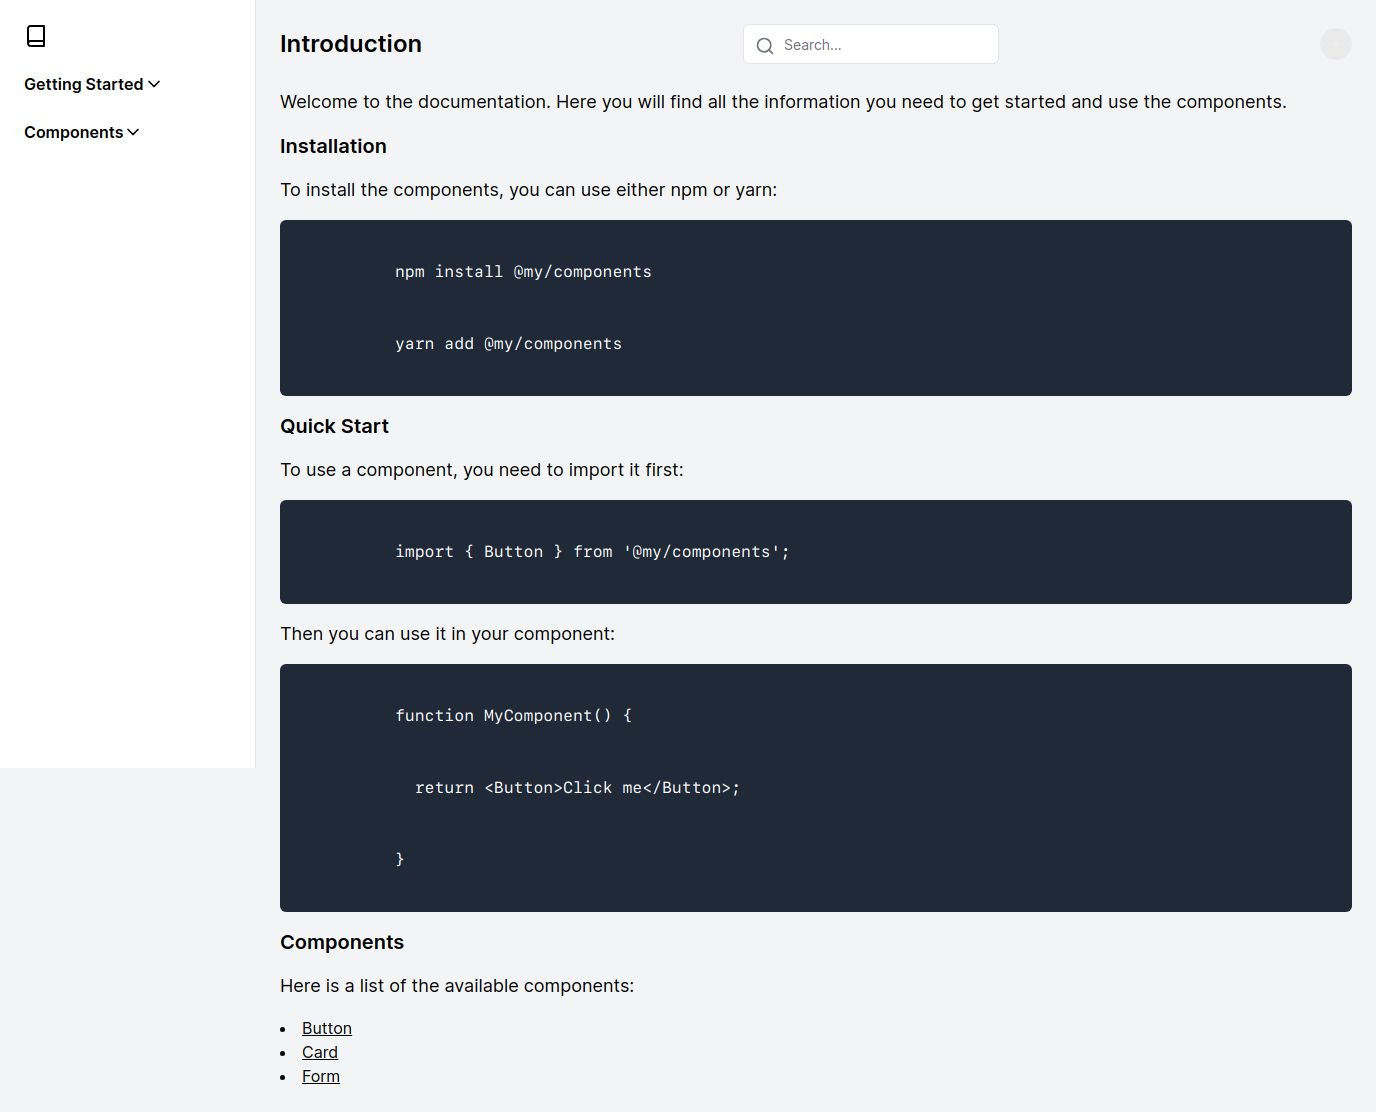 Getting Started
Components
Introduction
Search...
Welcome to the documentation. Here you will find all the information you need to get started and use the components.
Installation
To install the components, you can use either npm or yarn:
npm install @my/components
yarn add @my/components
Quick Start
To use a component, you need to import it first:
import { Button } from '@my/components';
Then you can use it in your component:
function MyComponent() {
return <Button>Click me</Button>;
}
Components
Here is a list of the available components:
Button
Card
Form